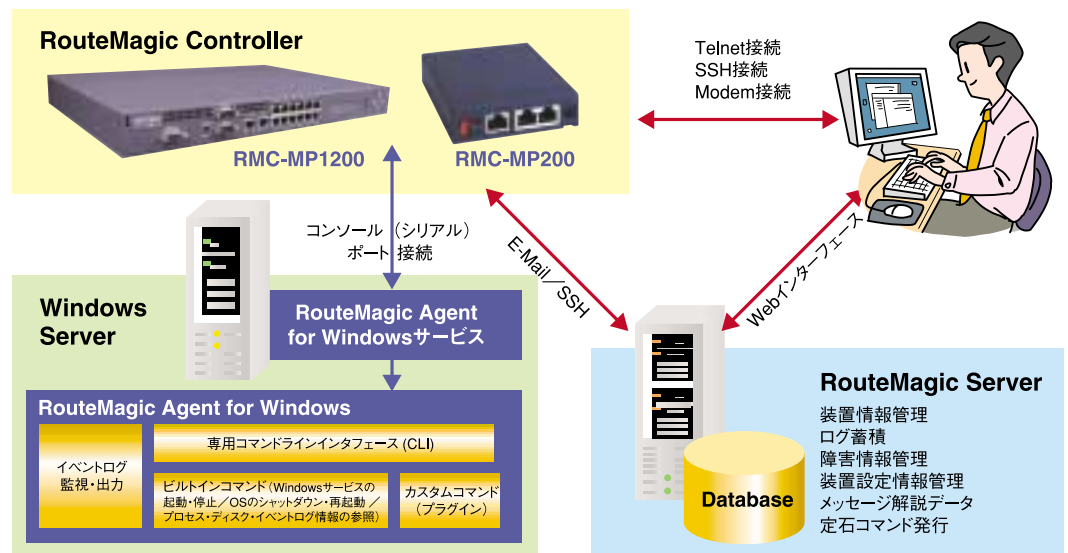 RouteMagic Controller
RMC-MP1200
RMC-MP200
Telnet接続
SSH接続
Modem接続
コンソール（シリアル）
ポート 接続
E-Mail／SSH
Webインターフェース
Windows
Server
RouteMagic Agent
for Windowsサービス
RouteMagic Agent for Windows
イベントログ
監視・出力
専用コマンドラインインタフェース (CLI)
ビルトインコマンド（Windowsサービスの
起動・停止／OSのシャットダウン・再起動／
プロセス・ディスク・イベントログ情報の参照）
カスタムコマンド
（プラグイン）
RouteMagic Server
装置情報管理
ログ蓄積
障害情報管理
装置設定情報管理
メッセージ解説データ
定石コマンド発行
Database